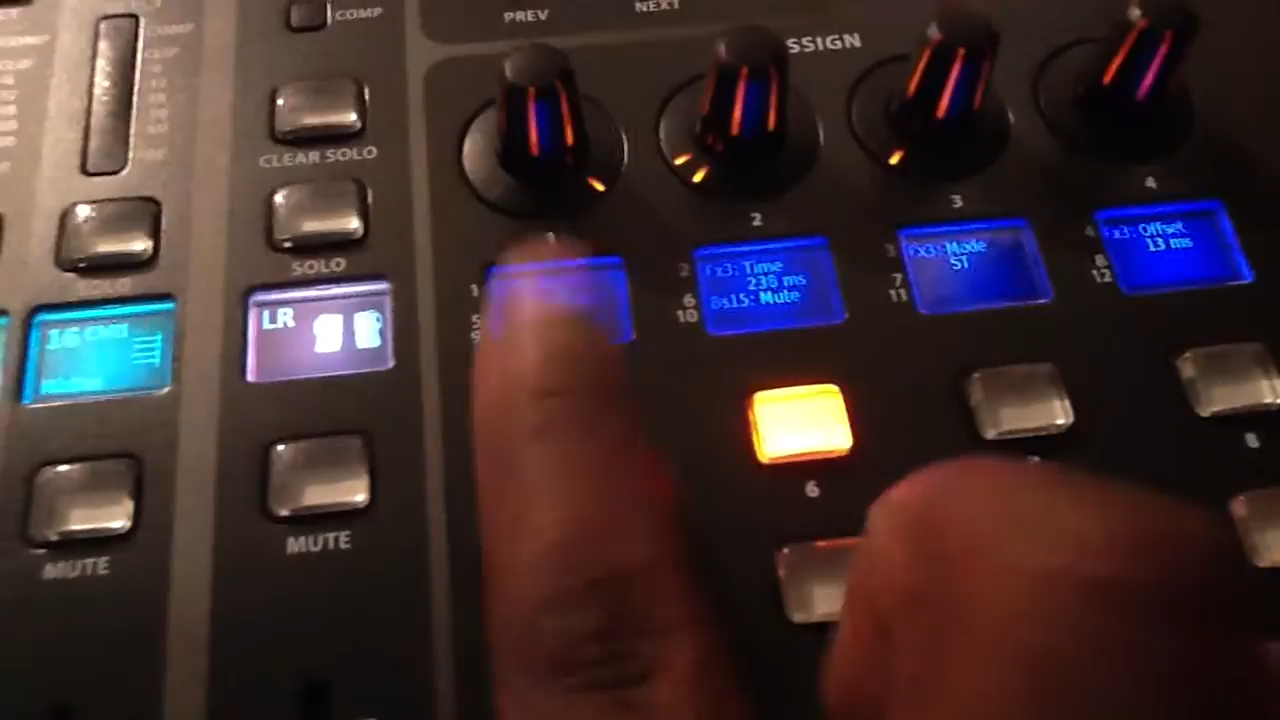 COMP
PREV
NEXT
ASSIGN
CLEAR SOLO
SOLO
SOLO
LR
MUTE
MUTE
1
2
Fx3: Time
238 ms
Bs15: Mute
2
6
10
3
Fx3: Mode
ST
3
7
11
4
Fx3: Offset
13 ms
4
8
12
6
8